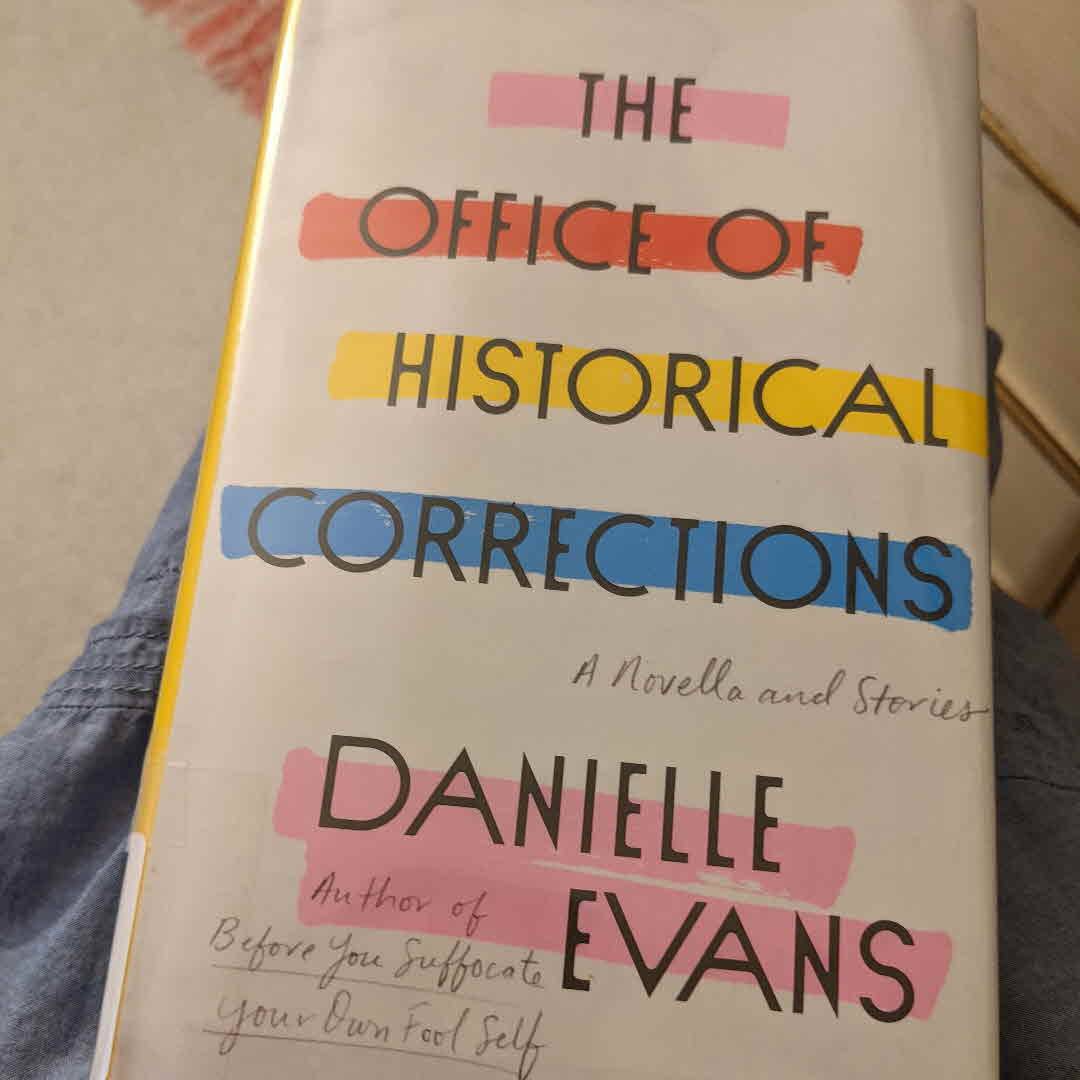 THE
OFFICE OF
HISTORICAL
CORRECTIONS
A Novella and Stories
DANIELLE
EVANS
Author of
Before You Suffocate
Your Own Fool Self